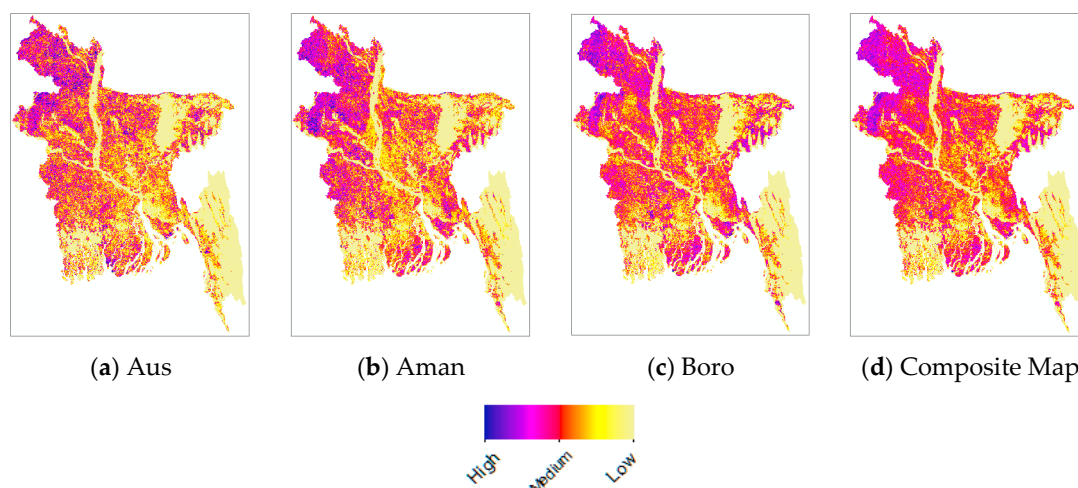 (a) Aus
(b) Aman
(c) Boro
(d) Composite Map
High
Medium
Low